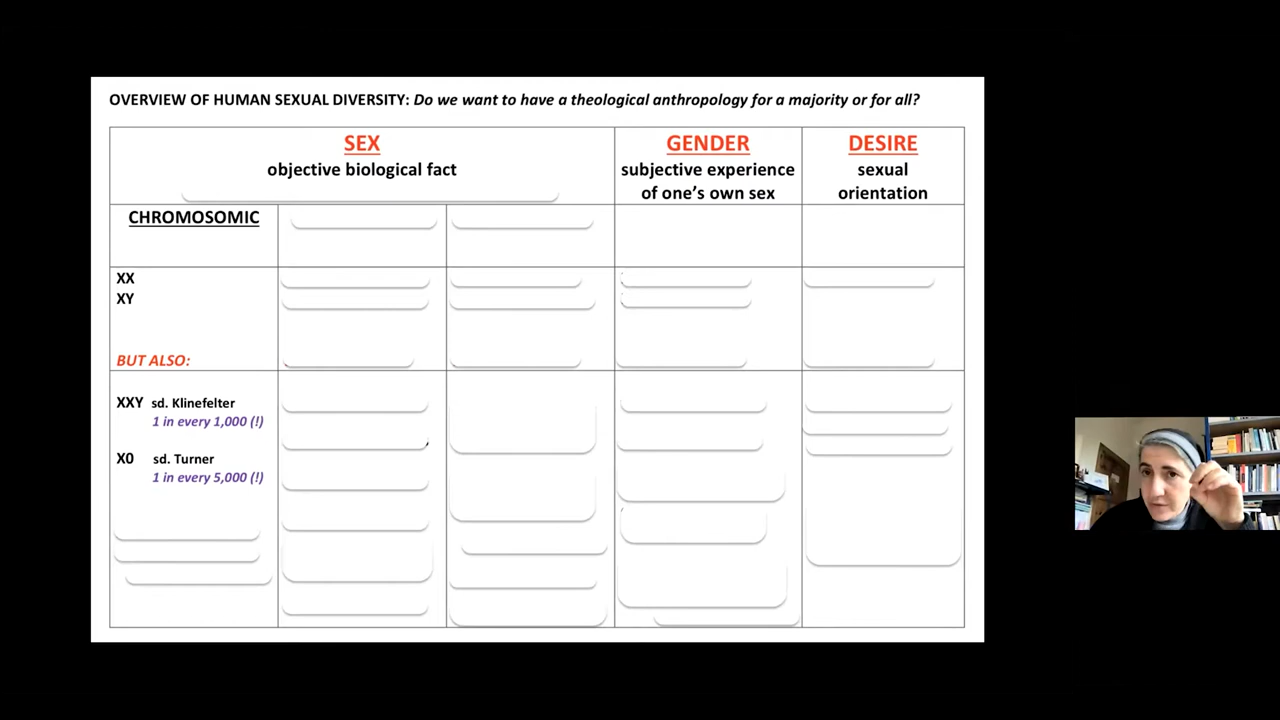 OVERVIEW OF HUMAN SEXUAL DIVERSITY: Do we want to have a theological anthropology for a majority or for all?
SEX
objective biological fact
GENDER
subjective experience
of one's own sex
DESIRE
sexual
orientation
CHROMOSOMIC
XX
XY
BUT ALSO:
XXY sd. Klinefelter
1 in every 1,000 (!)
X0 sd. Turner
1 in every 5,000 (!)